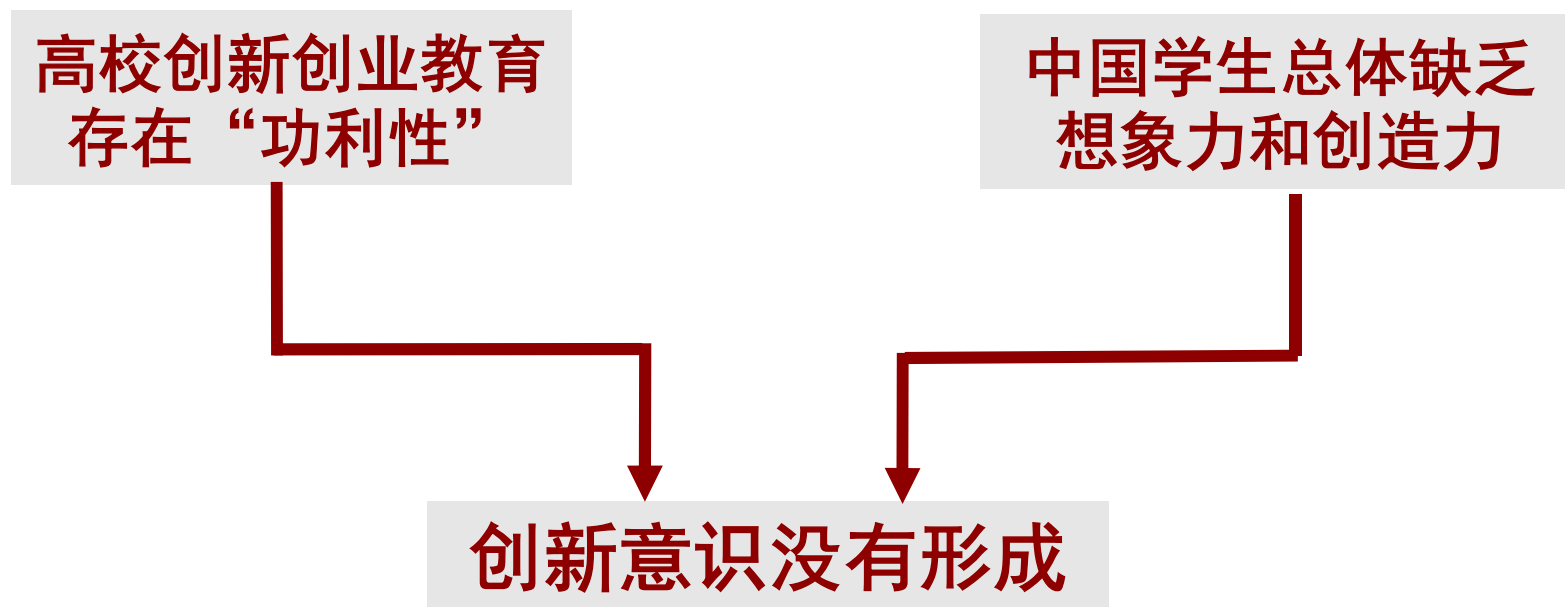 高校创新创业教育
存在“功利性”
中国学生总体缺乏
想象力和创造力
创新意识没有形成